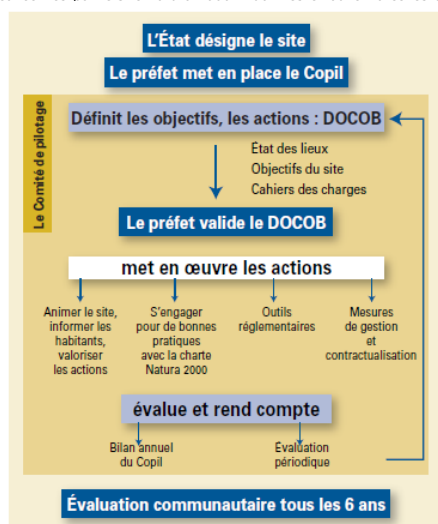 L'État désigne le site
Le préfet met en place le Copil
Le Comité de pilotage
Définit les objectifs, les actions : DOCOB
État des lieux
Objectifs du site
Cahiers des charges
Le préfet valide le DOCOB
met en œuvre les actions
Animer le site,
informer les
habitants,
valoriser
les actions
S'engager
pour de bonnes
pratiques
avec la charte
Natura 2000
Outils
réglementaires
Mesures
de gestion
et
contractualisation
évalue et rend compte
Bilan annuel
du Copil
Évaluation
périodique
Évaluation communautaire tous les 6 ans